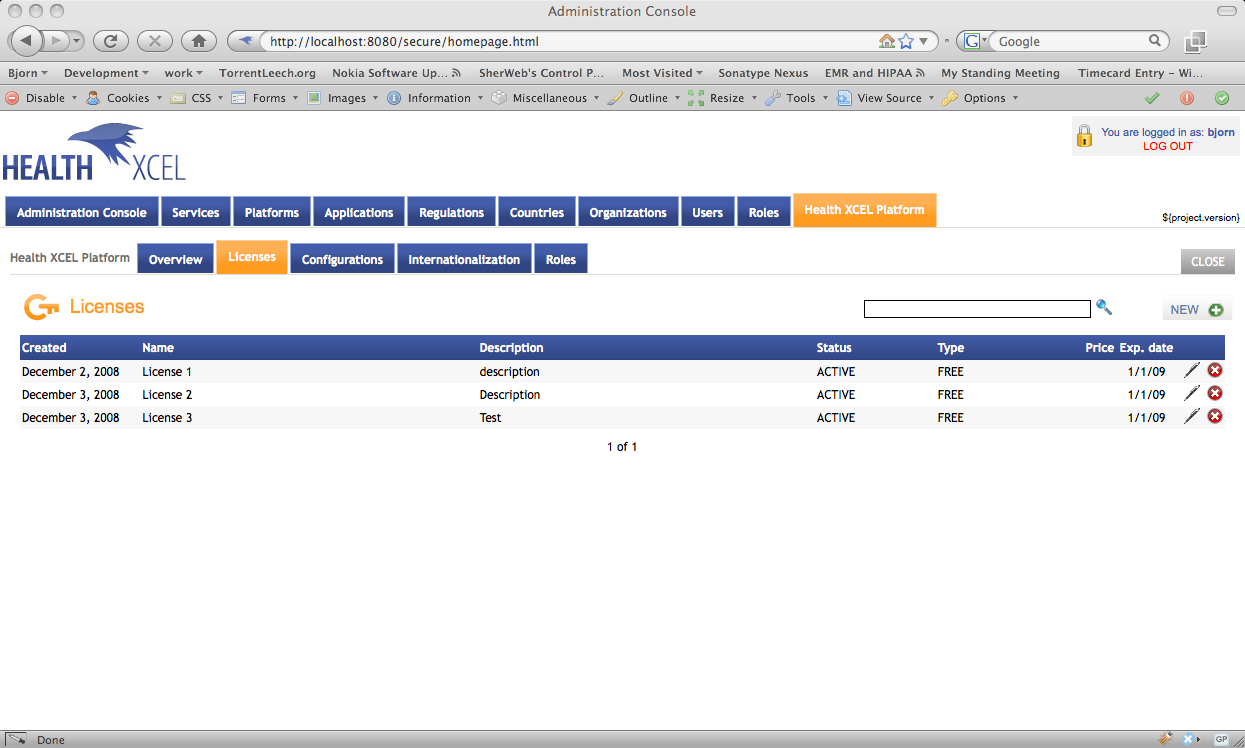 Administration Console
http://localhost:8080/secure/homepage.html Google
Bjorn Development work TorrentLeech.org Nokia Software Up... SherWeb's Control P... Most Visited Sonatype Nexus EMR and HIPAA My Standing Meeting Timecard Entry – Wi...
Disable Cookies CSS Forms Images Information Miscellaneous Outline Resize Tools View Source Options
HEALTH XCEL
You are logged in as: bjorn
LOG OUT
Administration Console Services Platforms Applications Regulations Countries Organizations Users Roles Health XCEL Platform
${project.version}
Health XCEL Platform Overview Licenses Configurations Internationalization Roles CLOSE
Licenses NEW
Created Name Description Status Type Price Exp. date
December 2, 2008 License 1 description ACTIVE FREE 1/1/09
December 3, 2008 License 2 Description ACTIVE FREE 1/1/09
December 3, 2008 License 3 Test ACTIVE FREE 1/1/09
1 of 1
Done GP